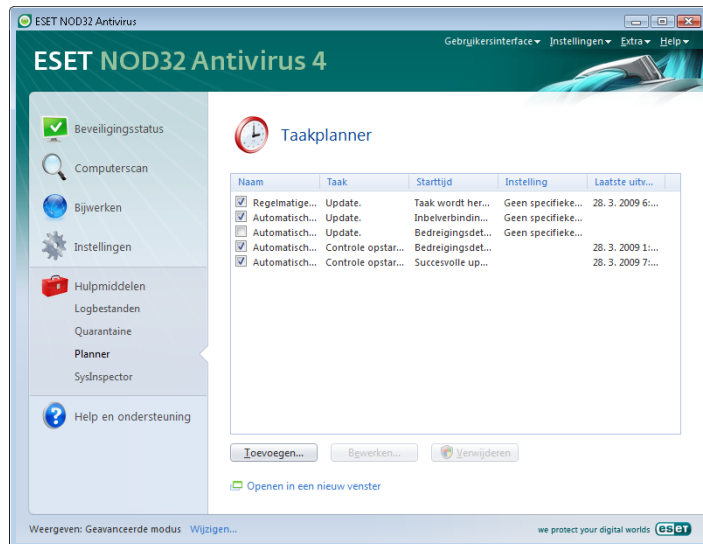 ESET NOD32 Antivirus
Gebruikersinterface Instellingen Extra Help
ESET NOD32 Antivirus 4
Beveiligingsstatus
Computerscan
Bijwerken
Instellingen
Hulpmiddelen
Logbestanden
Quarantaine
Planner
SysInspector
Help en ondersteuning
Taakplanner
Naam Taak Starttijd Instelling Laatste uitv...
Regelmatige... Update. Taak wordt her... Geen specifieke... 28. 3. 2009 6:...
Automatisch... Update. Inbelverbindin... Geen specifieke...
Automatisch... Update. Bedreigingsdet... Geen specifieke...
Automatisch... Controle opstar... Bedreigingsdet... 28. 3. 2009 1:...
Automatisch... Controle opstar... Succesvolle up... 28. 3. 2009 7:...
Toevoegen... Bewerken... Verwijderen
Openen in een nieuw venster
Weergeven: Geavanceerde modus Wijzigen...
we protect your digital worlds eseT